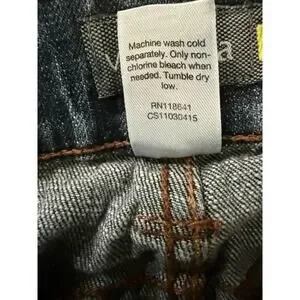 Machine wash cold
separately. Only non-
chlorine bleach when
needed. Tumble dry
low.
RN118641
CS11030415